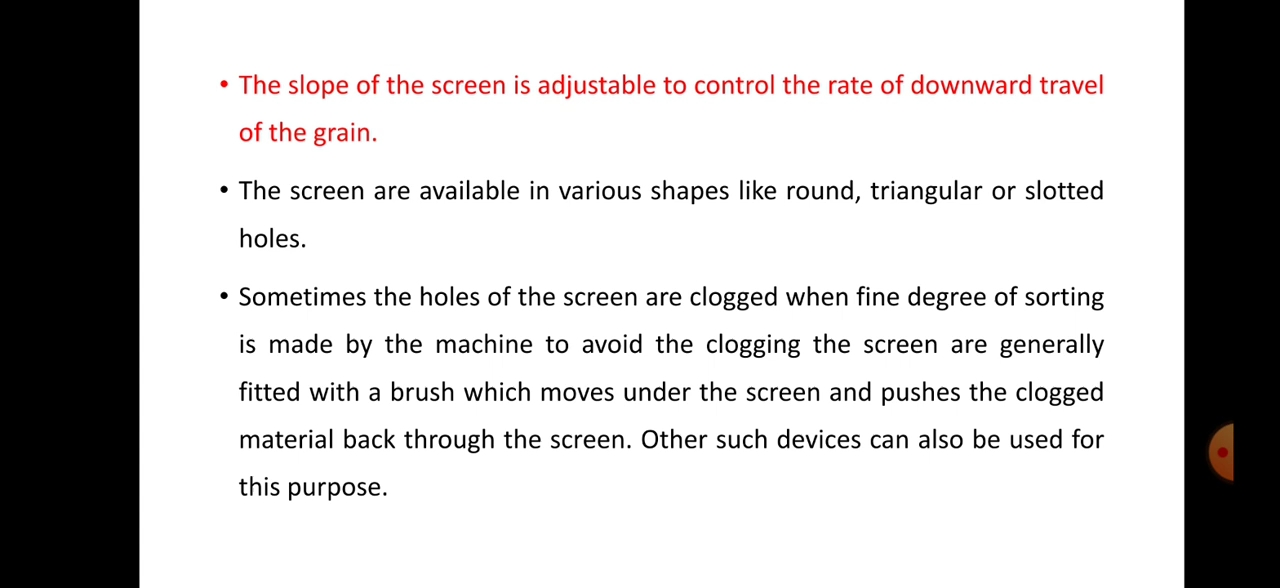 • The slope of the screen is adjustable to control the rate of downward travel
of the grain.
• The screen are available in various shapes like round, triangular or slotted
holes.
• Sometimes the holes of the screen are clogged when fine degree of sorting
is made by the machine to avoid the clogging the screen are generally
fitted with a brush which moves under the screen and pushes the clogged
material back through the screen. Other such devices can also be used for
this purpose.